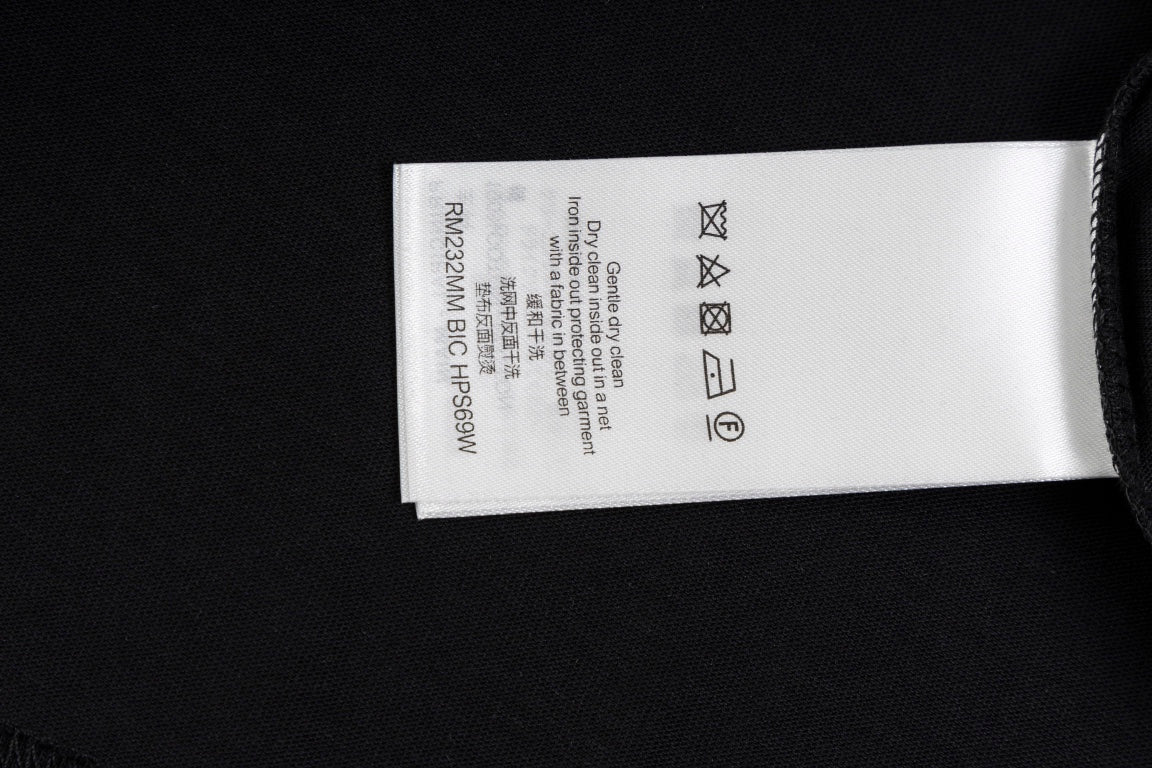 Gentle dry clean
Dry clean inside out in a net
Iron inside out protecting garment
with a fabric in between
缓和干洗
洗网中反面干洗
垫布反面熨烫
RM232MM BIC HPS69W
F